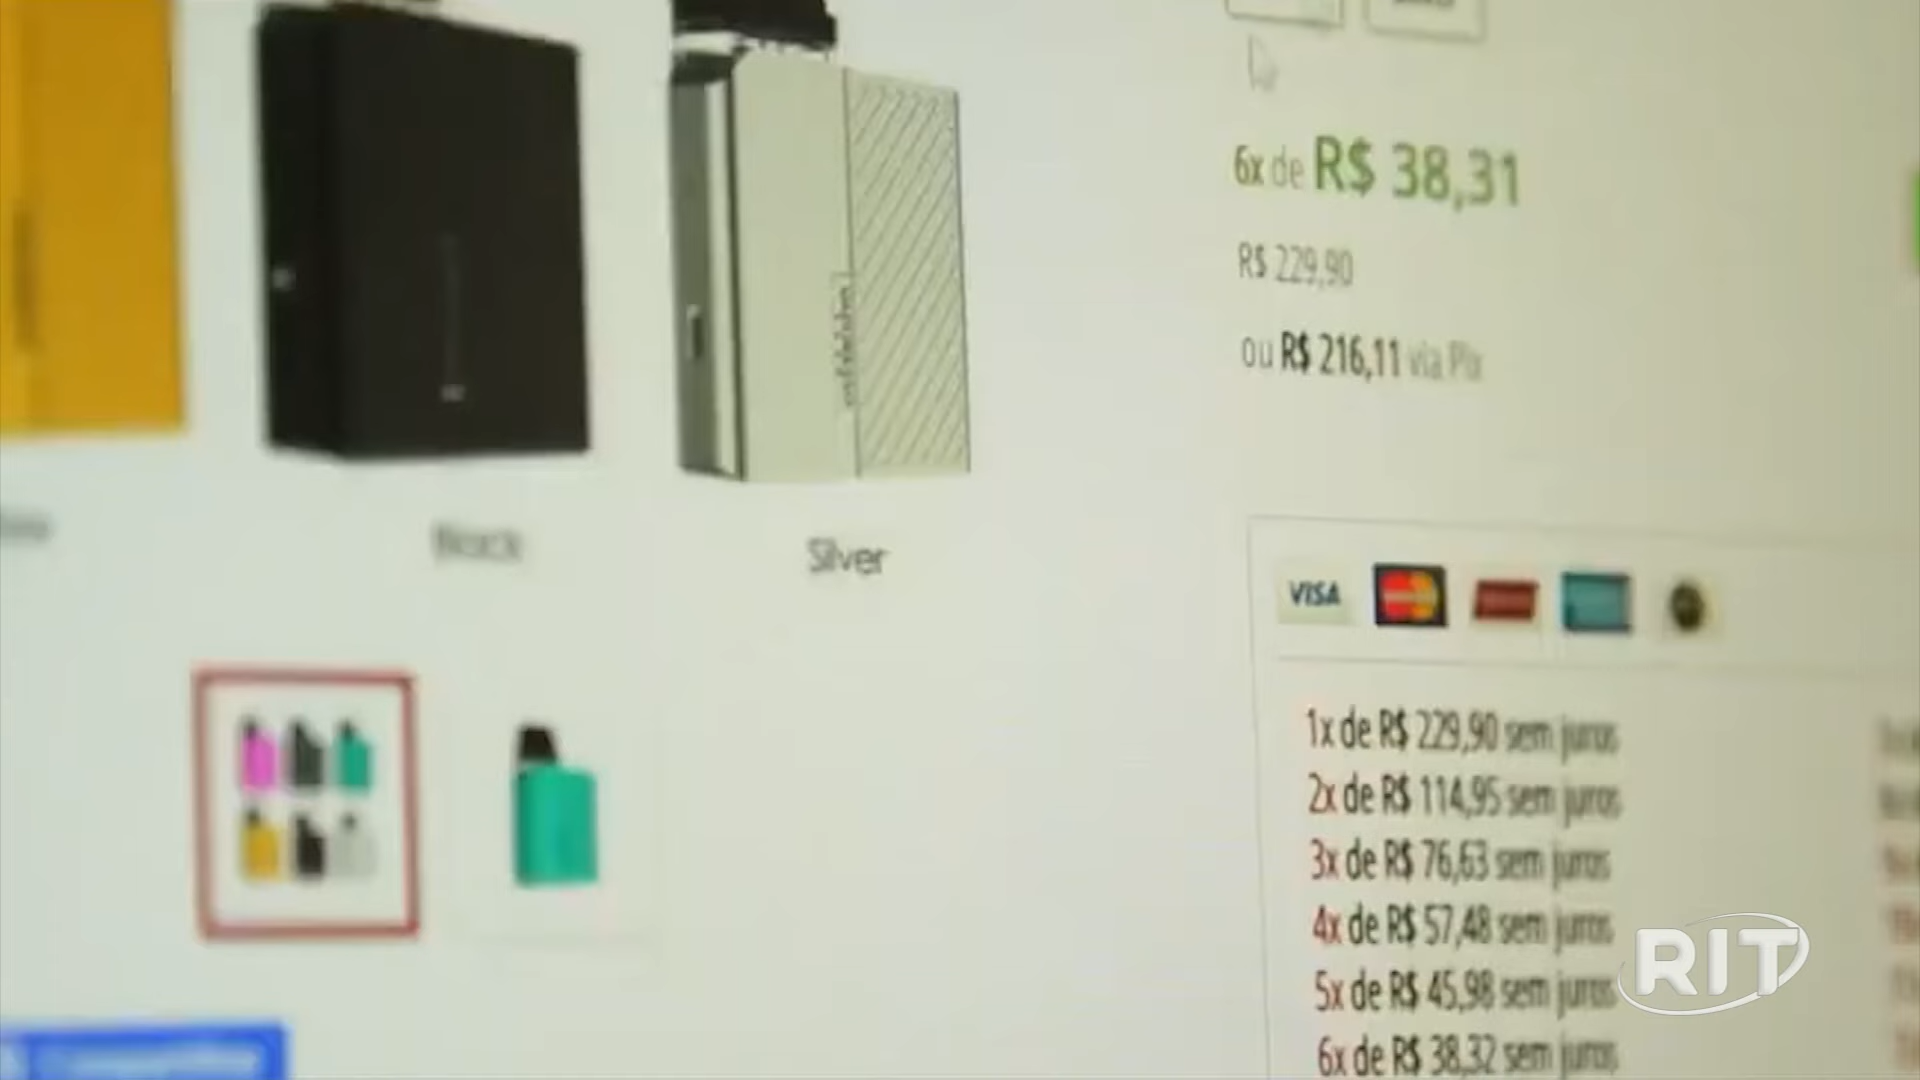 6x de R$ 38,31
R$ 229,90
ou R$ 216,11 via Pix
Black
Silver
VISA
1x de R$ 229,90 sem juros
2x de R$ 114,95 sem juros
3x de R$ 76,63 sem juros
4x de R$ 57,48 sem juros
5x de R$ 45,98 sem juros
6x de R$ 38,32 sem juros
RIT